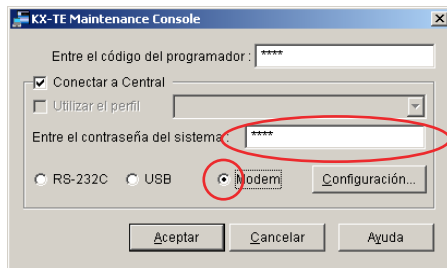 KX-TE Maintenance Console
Entre el código del programador : ****
Conectar a Central
Utilizar el perfil
Entre el contraseña del sistema : ****
RS-232C USB Modem Configuración...
Aceptar Cancelar Ayuda